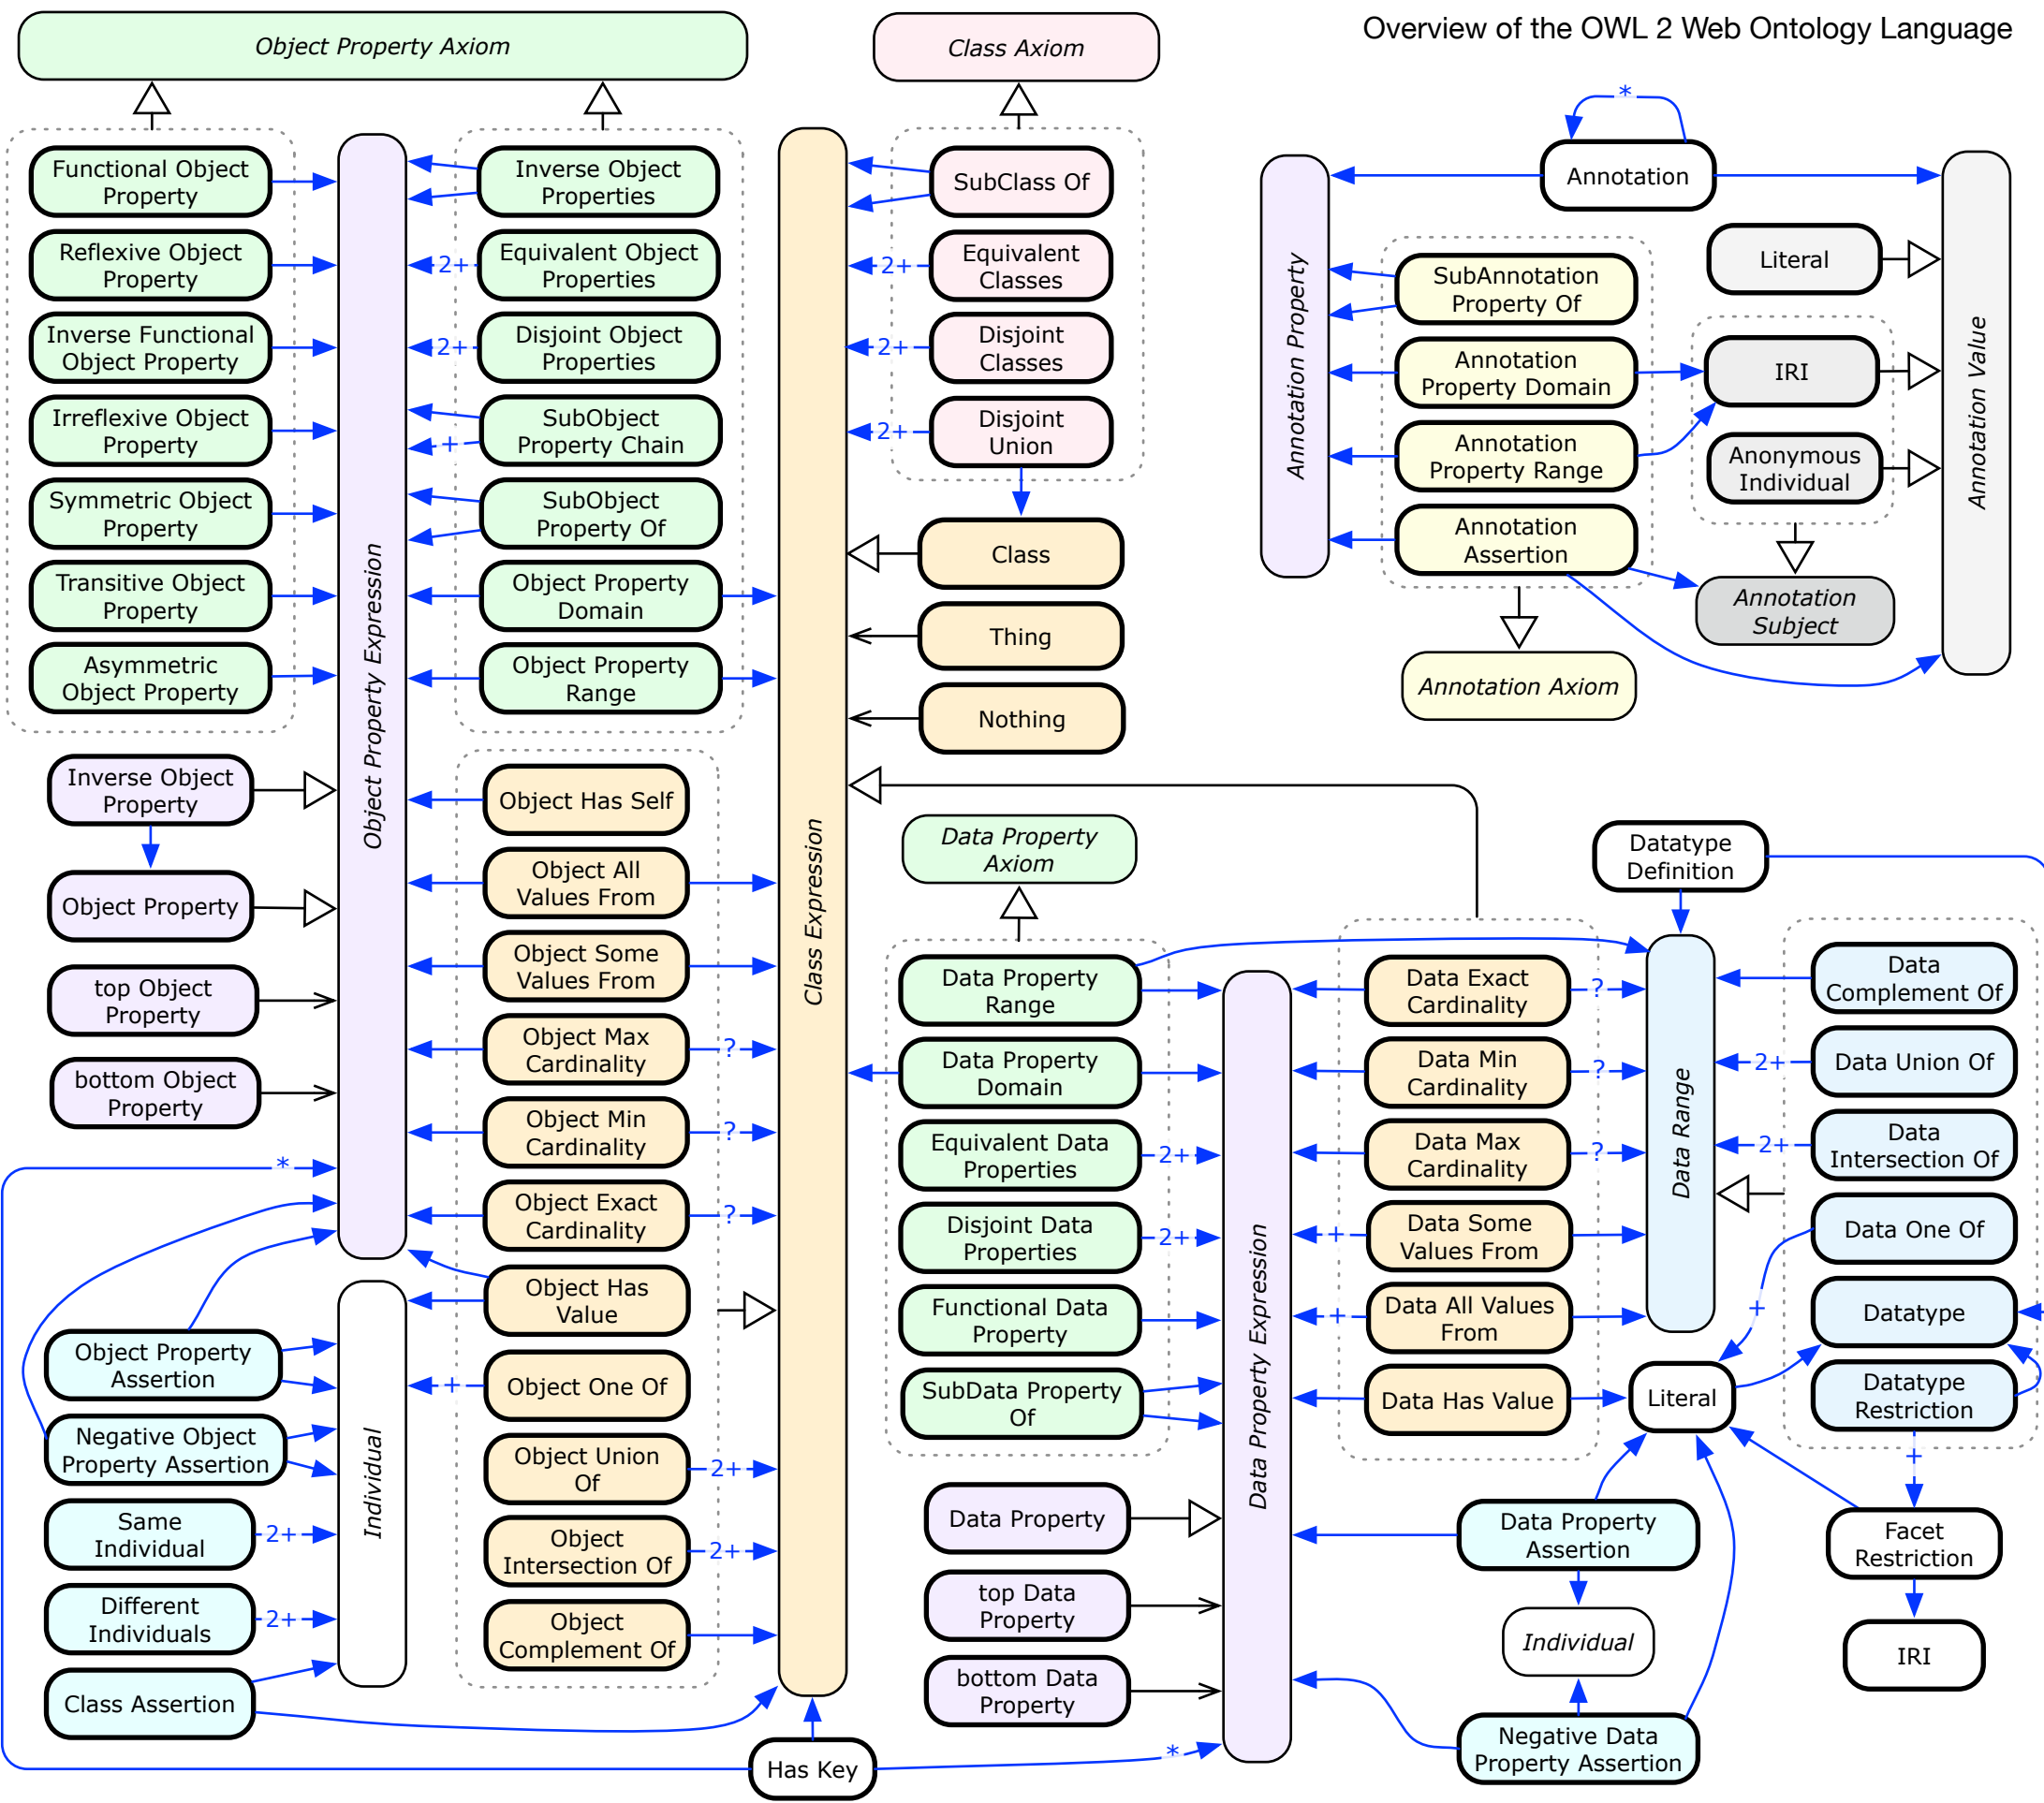 Overview of the OWL 2 Web Ontology Language
Object Property Axiom
Class Axiom
Functional Object
Property
Reflexive Object
Property
Inverse Functional
Object Property
Irreflexive Object
Property
Symmetric Object
Property
Transitive Object
Property
Asymmetric
Object Property
Inverse Object
Property
Object Property
top Object
Property
bottom Object
Property
*
Object Property
Assertion
Negative Object
Property Assertion
Same
Individual
2+
Different
Individuals
2+
Class Assertion
Object Property Expression
Individual
Inverse Object
Properties
2+
Equivalent Object
Properties
2+
Disjoint Object
Properties
SubObject
Property Chain
+
SubObject
Property Of
Object Property
Domain
Object Property
Range
Object Has Self
Object All
Values From
Object Some
Values From
Object Max
Cardinality
?
Object Min
Cardinality
?
Object Exact
Cardinality
?
Object Has
Value
+
Object One Of
Object Union
Of
2+
Object
Intersection Of
2+
Object
Complement Of
Class Expression
Has Key
*
SubClass Of
2+
Equivalent
Classes
2+
Disjoint
Classes
2+
Disjoint
Union
Class
Thing
Nothing
*
Annotation
Annotation Property
SubAnnotation
Property Of
Annotation
Property Domain
Annotation
Property Range
Annotation
Assertion
Annotation Axiom
Literal
IRI
Anonymous
Individual
Annotation
Subject
Annotation Value
Data Property
Axiom
Data Property
Range
Data Property
Domain
Equivalent Data
Properties
2+
Disjoint Data
Properties
2+
Functional Data
Property
SubData Property
Of
Data Property
top Data
Property
bottom Data
Property
Data Property Expression
Data Exact
Cardinality
?
Data Min
Cardinality
?
Data Max
Cardinality
?
+
Data Some
Values From
+
Data All Values
From
Data Has Value
Datatype
Definition
Data Range
Data
Complement Of
2+
Data Union Of
2+
Data
Intersection Of
Data One Of
+
Datatype
Datatype
Restriction
+
Literal
Data Property
Assertion
Individual
Negative Data
Property Assertion
Facet
Restriction
IRI